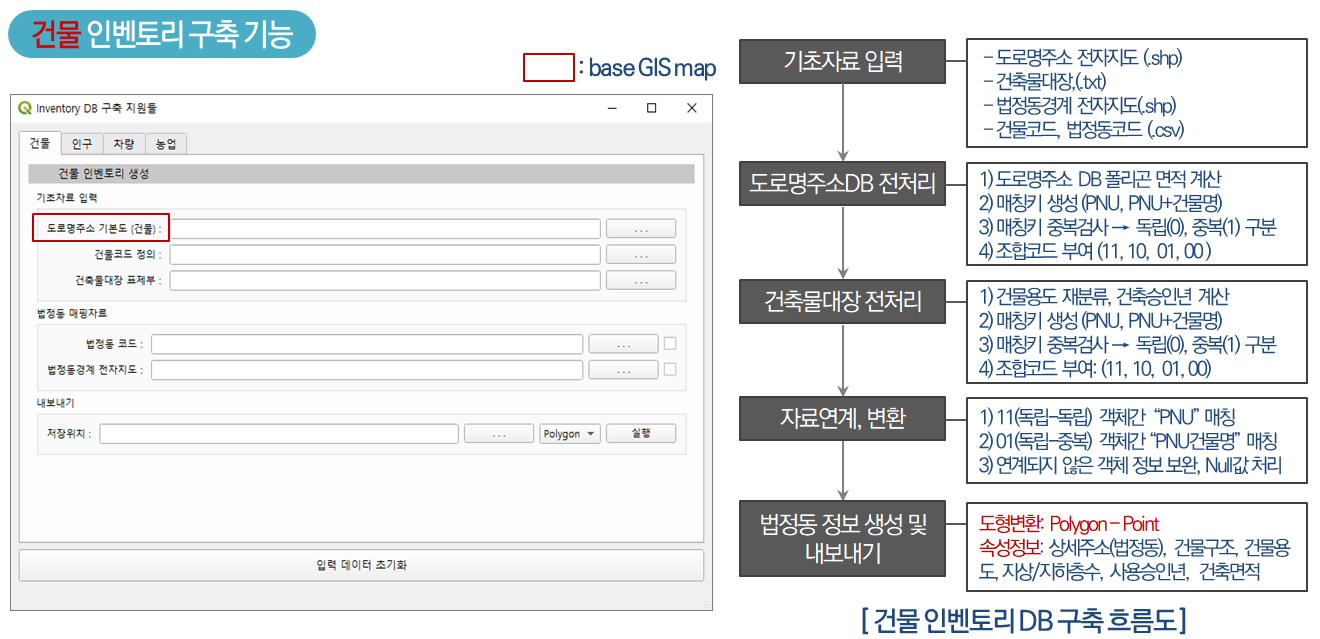 건물 인벤토리 구축 기능
: base GIS map
Inventory DB 구축 지원툴
건물 인구 차량 농업
건물 인벤토리 생성
기초자료 입력
도로명주소 기본도 (건물) : ...
건물코드 정의 : ...
건축물대장 표제부 : ...
법정동 매핑자료
법정동 코드 : ...
법정동경계 전자지도 : ...
내보내기
저장위치 : ... Polygon 실행
입력 데이터 초기화
기초자료 입력
- 도로명주소 전자지도 (.shp)
- 건축물대장,(.txt)
- 법정동경계 전자지도(.shp)
- 건물코드, 법정동코드 (.csv)
도로명주소DB 전처리
1) 도로명주소 DB 폴리곤 면적 계산
2) 매칭키 생성 (PNU, PNU+건물명)
3) 매칭키 중복검사 → 독립(0), 중복(1) 구분
4) 조합코드 부여 (11, 10, 01, 00 )
건축물대장 전처리
1) 건물용도 재분류, 건축승인년 계산
2) 매칭키 생성 (PNU, PNU+건물명)
3) 매칭키 중복검사 → 독립(0), 중복(1) 구분
4) 조합코드 부여: (11, 10, 01, 00)
자료연계, 변환
1) 11(독립-독립) 객체간 “PNU” 매칭
2) 01(독립-중복) 객체간 “PNU건물명” 매칭
3) 연계되지 않은 객체 정보 보완, Null값 처리
법정동 정보 생성 및
내보내기
도형변환: Polygon - Point
속성정보: 상세주소(법정동), 건물구조, 건물용
도, 지상/지하층수, 사용승인년, 건축면적
[ 건물 인벤토리 DB 구축 흐름도 ]